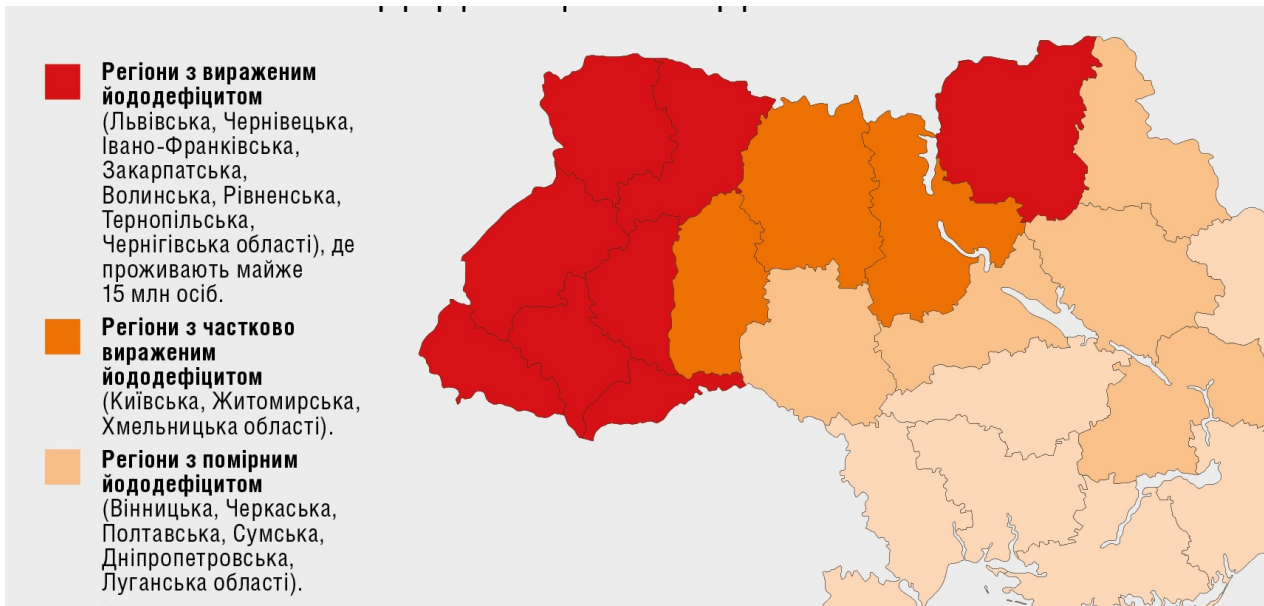 Регіони з вираженим
йододефіцитом
(Львівська, Чернівецька,
Івано-Франківська,
Закарпатська,
Волинська, Рівненська,
Тернопільська,
Чернігівська області), де
проживають майже
15 млн осіб.
Регіони з частково
вираженим
йододефіцитом
(Київська, Житомирська,
Хмельницька області).
Регіони з помірним
йододефіцитом
(Вінницька, Черкаська,
Полтавська, Сумська,
Дніпропетровська,
Луганська області).